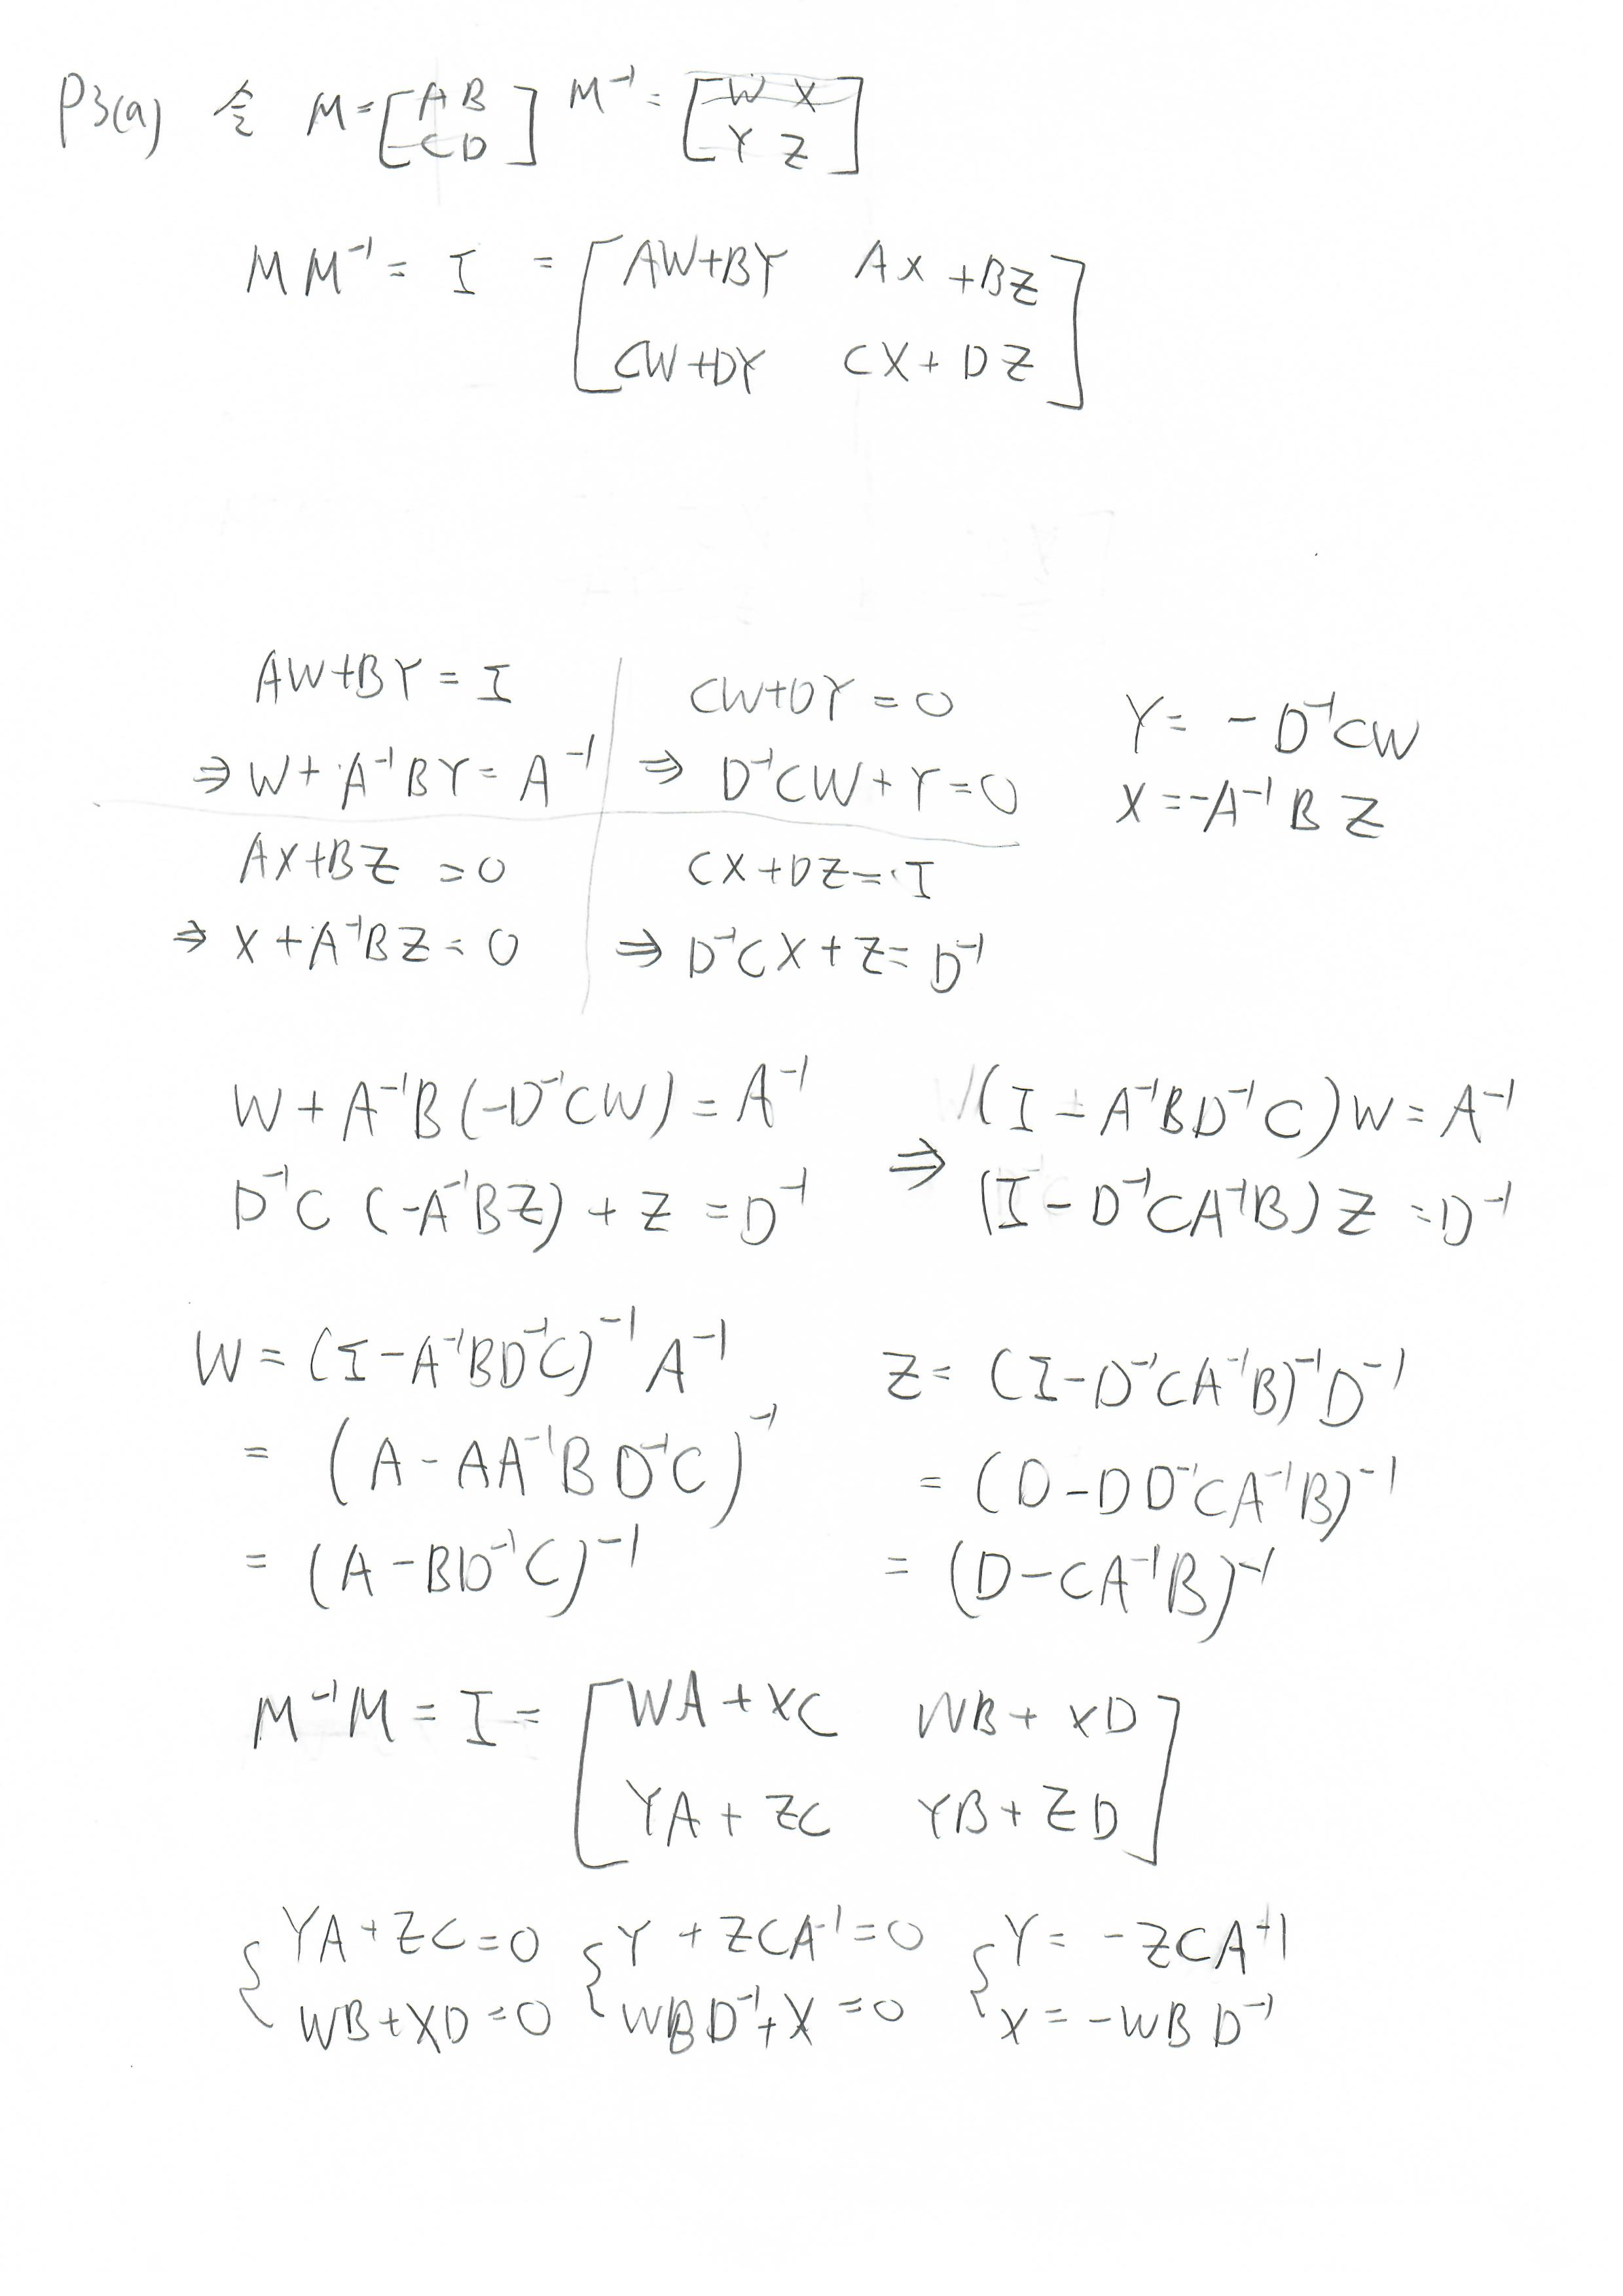 P3(a) 令 M = [A B; C D] M⁻¹ = [W X; Y Z]
M M⁻¹ = I = [AW+BY AX+BZ; CW+DY CX+DZ]
AW+BY = I CW+DY = 0 Y = -D⁻¹CW
⇒ W + A⁻¹BY = A⁻¹ ⇒ D⁻¹CW + Y = 0 X = -A⁻¹BZ
AX+BZ = 0 CX+DZ = I
⇒ X + A⁻¹BZ = 0 ⇒ D⁻¹CX + Z = D⁻¹
W + A⁻¹B(-D⁻¹CW) = A⁻¹ ⇒ (I - A⁻¹BD⁻¹C)W = A⁻¹
D⁻¹C(-A⁻¹BZ) + Z = D⁻¹ (I - D⁻¹CA⁻¹B)Z = D⁻¹
W = (I - A⁻¹BD⁻¹C)⁻¹A⁻¹ Z = (I - D⁻¹CA⁻¹B)⁻¹D⁻¹
= (A - AA⁻¹BD⁻¹C)⁻¹ = (D - DD⁻¹CA⁻¹B)⁻¹
= (A - BD⁻¹C)⁻¹ = (D - CA⁻¹B)⁻¹
M⁻¹M = I = [WA+XC WB+XD; YA+ZC YB+ZD]
{YA+ZC = 0 {Y + ZCA⁻¹ = 0 {Y = -ZCA⁻¹
WB+XD = 0 WBD⁻¹+X = 0 X = -WBD⁻¹